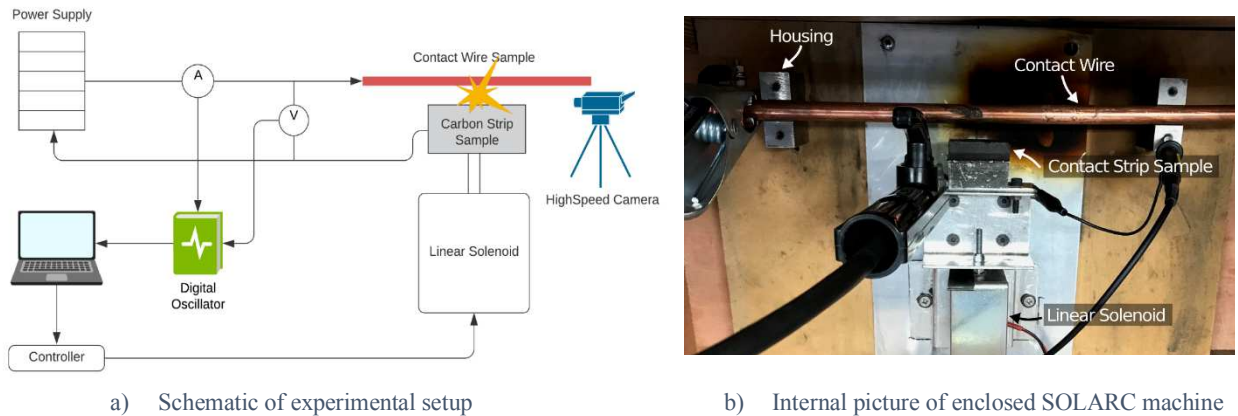 Power Supply
A
Contact Wire Sample
V
Carbon Strip
Sample
HighSpeed Camera
Linear Solenoid
Digital
Oscillator
Controller
a) Schematic of experimental setup
Housing
Contact Wire
Contact Strip Sample
Linear Solenoid
b) Internal picture of enclosed SOLARC machine